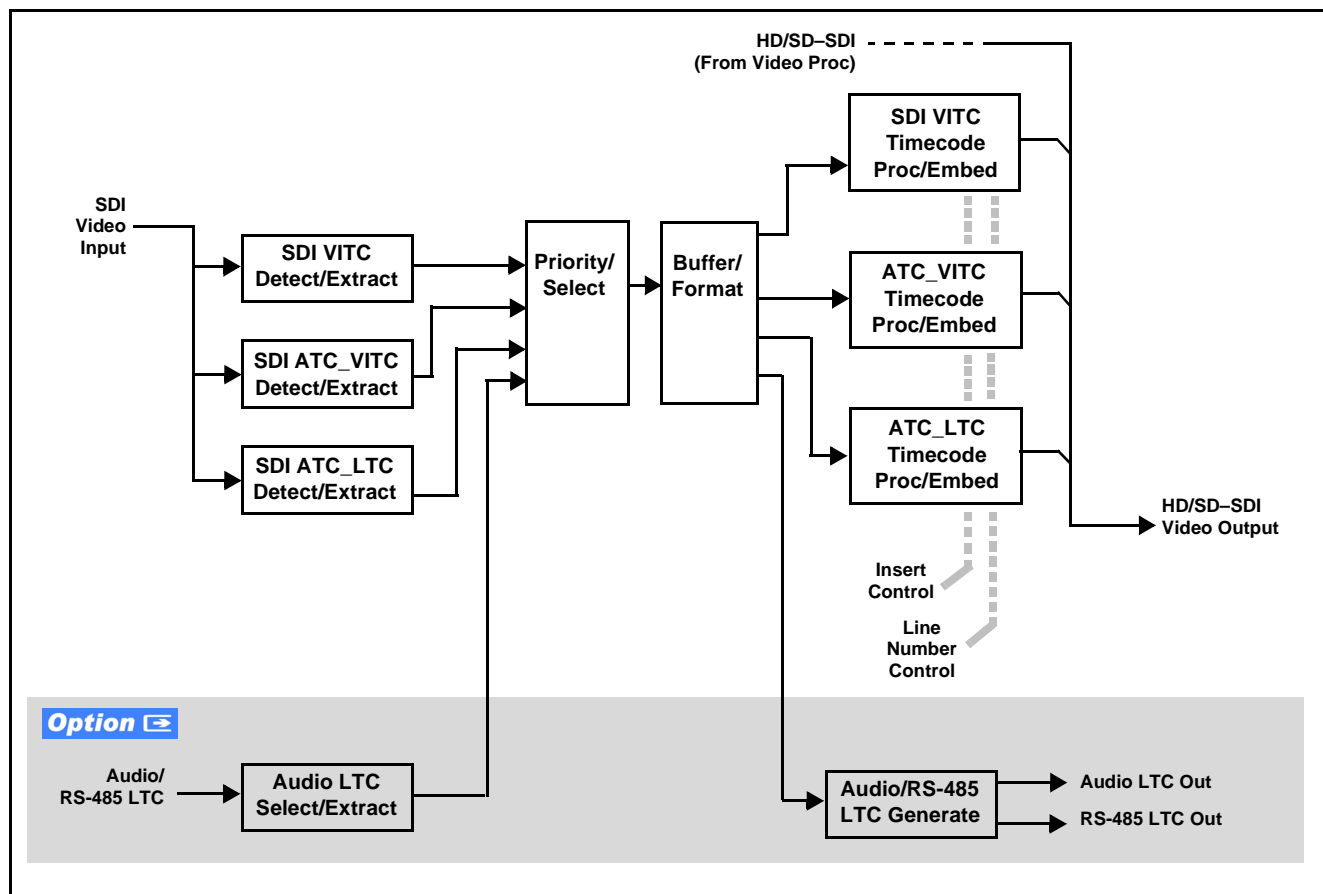 HD/SD–SDI
(From Video Proc)
SDI VITC
Timecode
Proc/Embed
SDI
Video
Input
SDI VITC
Detect/Extract
Priority/
Select
Buffer/
Format
ATC_VITC
Timecode
Proc/Embed
SDI ATC_VITC
Detect/Extract
ATC_LTC
Timecode
Proc/Embed
SDI ATC_LTC
Detect/Extract
HD/SD–SDI
Video Output
Insert
Control
Line
Number
Control
Option
Audio/
RS-485 LTC
Audio LTC
Select/Extract
Audio/RS-485
LTC Generate
Audio LTC Out
RS-485 LTC Out